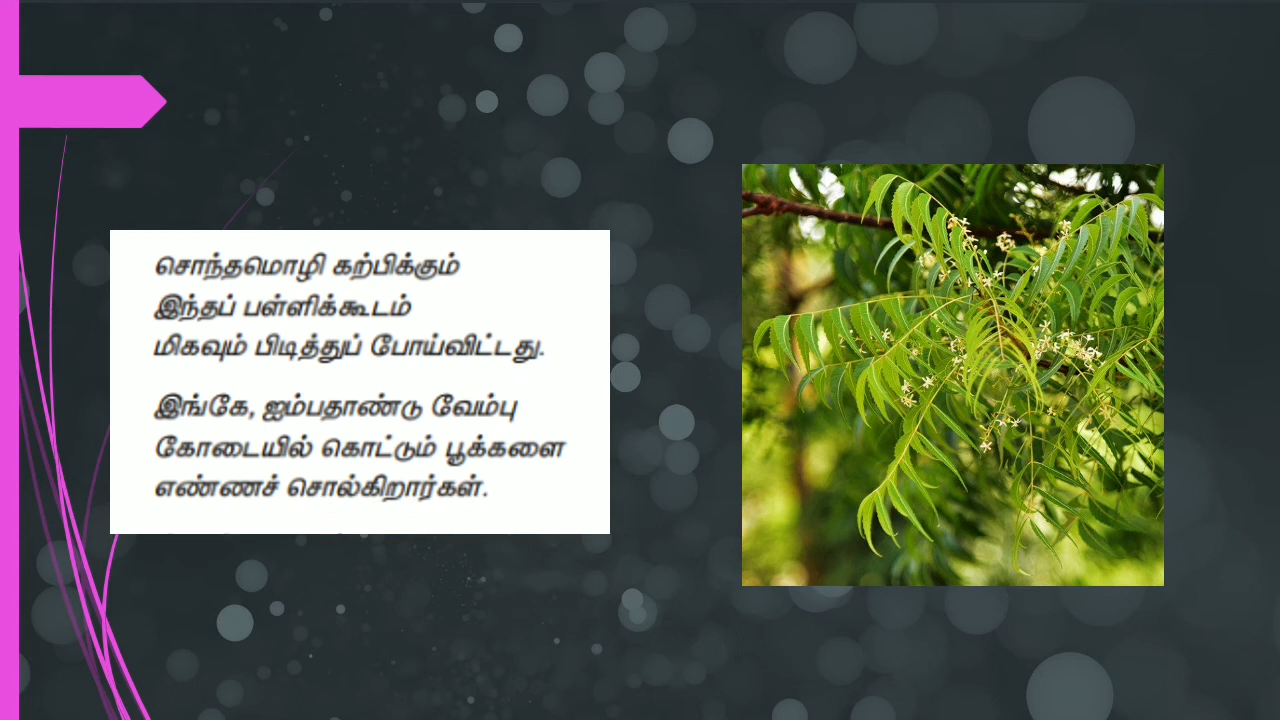 சொந்தமொழி கற்பிக்கும்
இந்தப் பள்ளிக்கூடம்
மிகவும் பிடித்துப் போய்விட்டது.
இங்கே, ஐம்பதாண்டு வேம்பு
கோடையில் கொட்டும் பூக்களை
எண்ணச் சொல்கிறார்கள்.